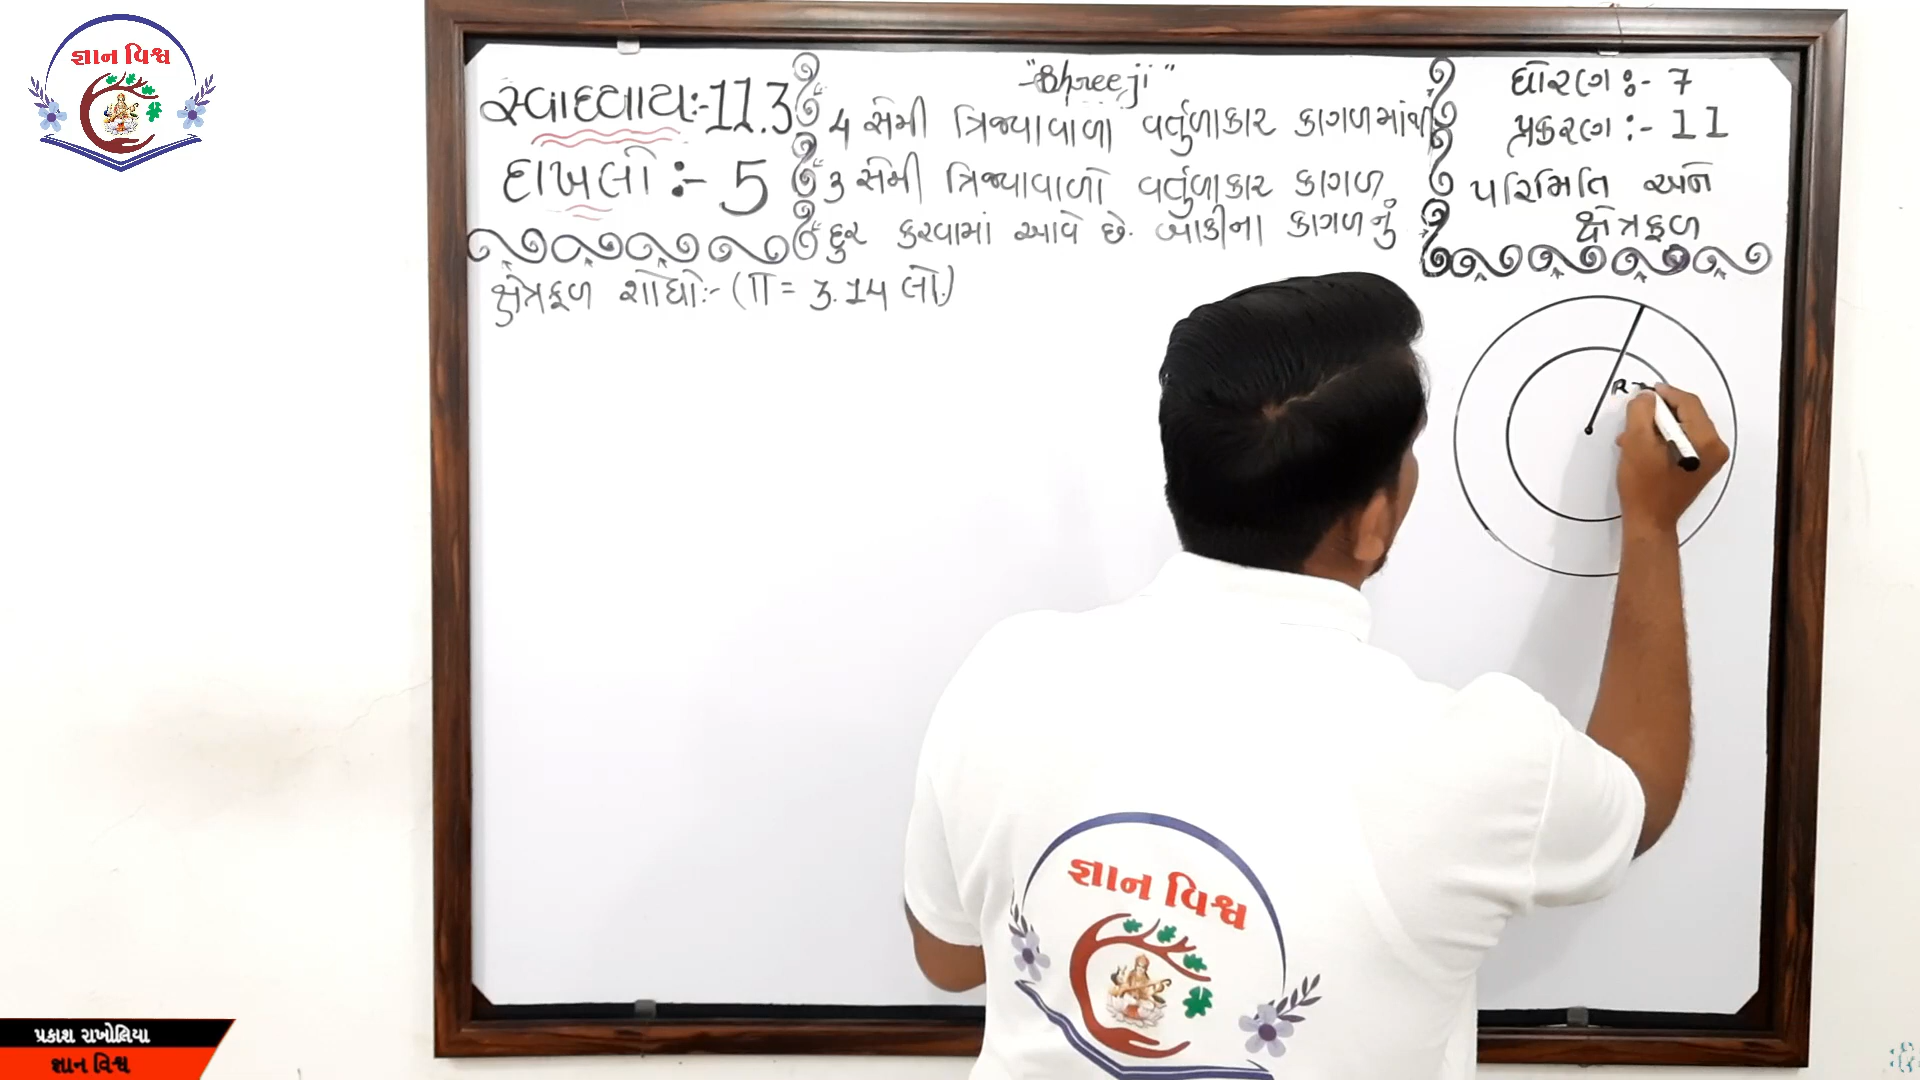 જ્ઞાન વિશ્વ
"Shreeji"
સ્વાધ્યાય:-11.3
દાખલો :- 5
4 સેમી ત્રિજ્યાવાળા વર્તુળાકાર કાગળમાંથી
3 સેમી ત્રિજ્યાવાળો વર્તુળાકાર કાગળ
દુર કરવામાં આવે છે. બાકીના કાગળનું
ક્ષેત્રફળ શોધો:- (π = 3.14 લો.)
ધોરણ :- 7
પ્રકરણ :- 11
પરિમિતિ અને
ક્ષેત્રફળ
R =
જ્ઞાન વિશ્વ
પ્રકાશ રાખોલિયા
જ્ઞાન વિશ્વ